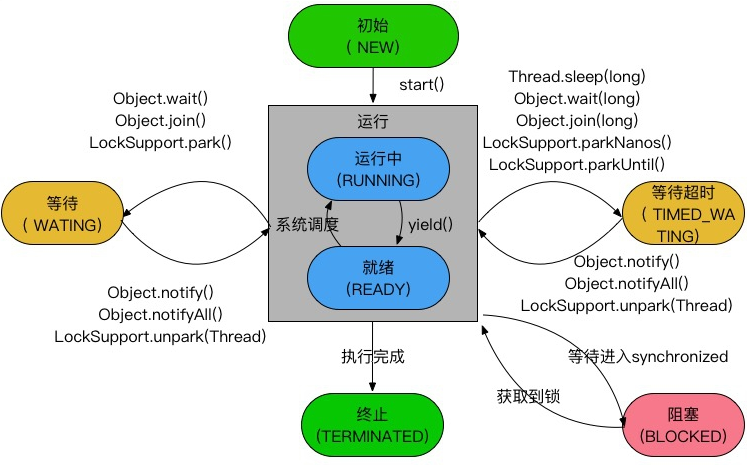 初始
( NEW)
start()
Object.wait()
Object.join()
LockSupport.park()
Thread.sleep(long)
Object.wait(long)
Object.join(long)
LockSupport.parkNanos()
LockSupport.parkUntil()
运行
运行中
(RUNNING)
系统调度
yield()
就绪
(READY)
等待
( WATING)
等待超时
( TIMED_WA
TING)
Object.notify()
Object.notifyAll()
LockSupport.unpark(Thread)
Object.notify()
Object.notifyAll()
LockSupport.unpark(Thread)
执行完成
等待进入synchronized
获取到锁
终止
(TERMINATED)
阻塞
(BLOCKED)